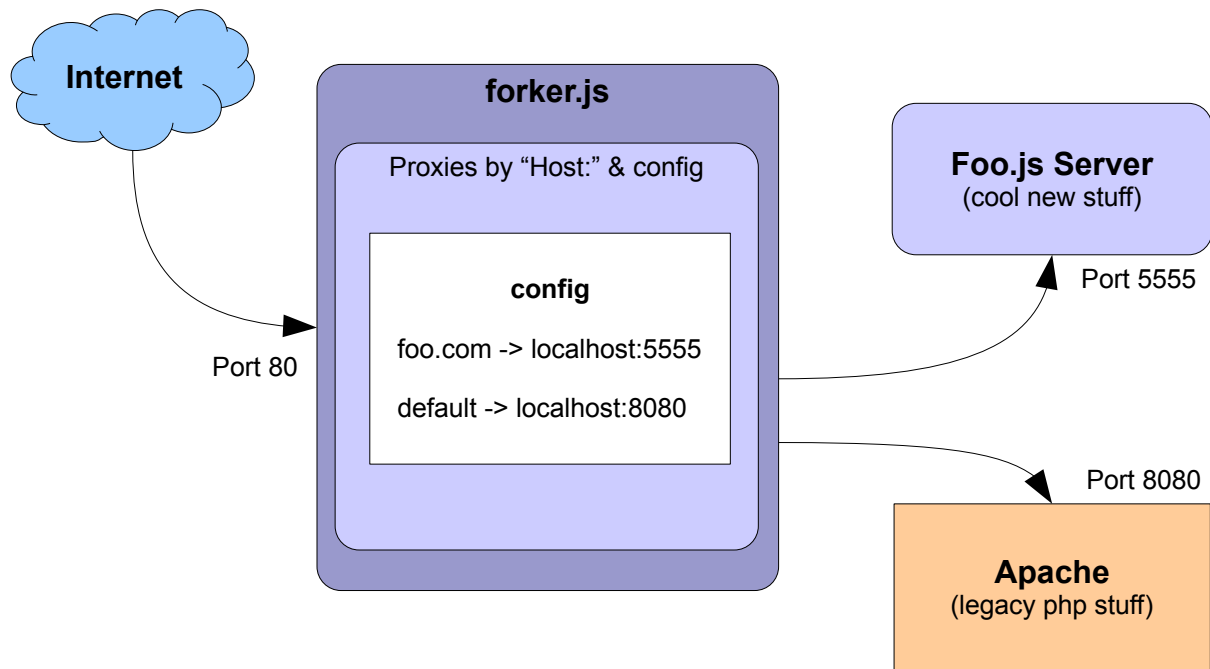 Internet
Port 80
forker.js
Proxies by “Host:” & config
config
foo.com -> localhost:5555
default -> localhost:8080
Foo.js Server
(cool new stuff)
Port 5555
Port 8080
Apache
(legacy php stuff)